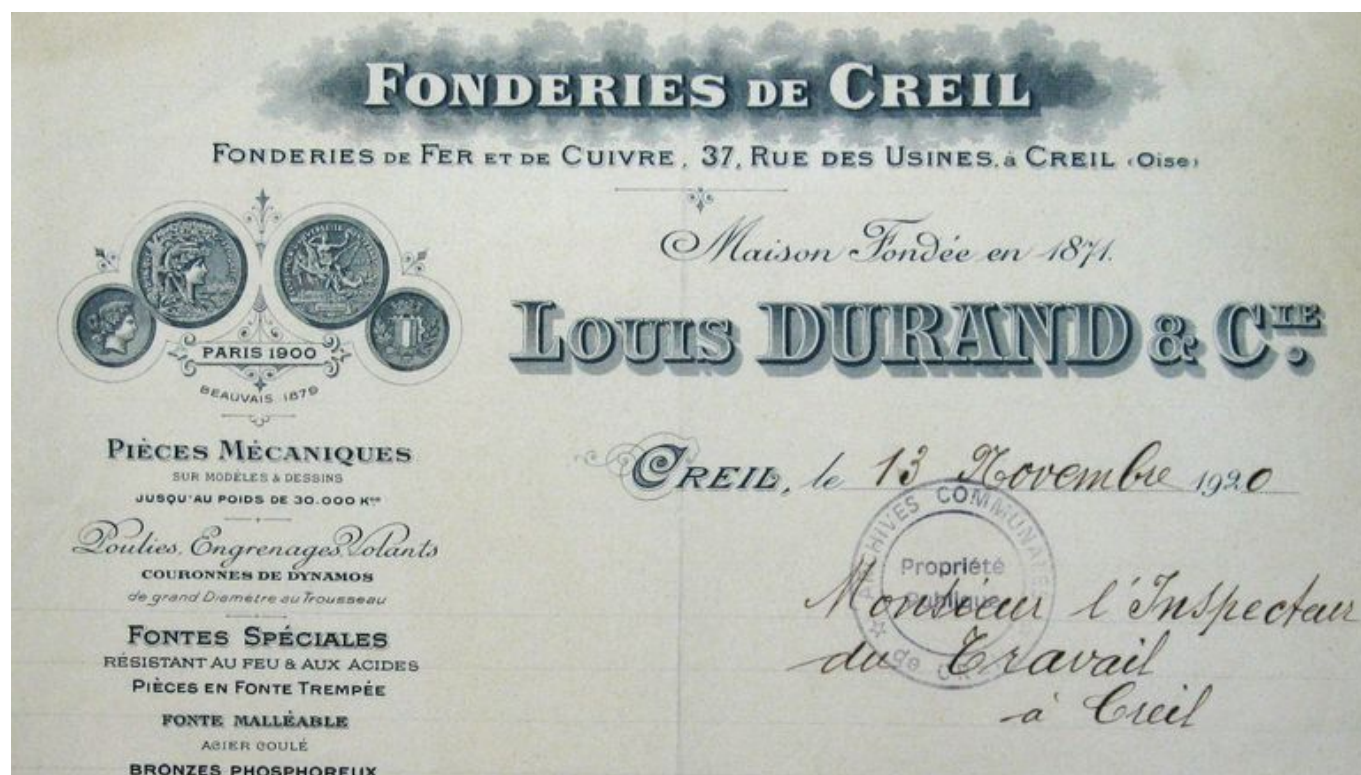 FONDERIES DE CREIL
FONDERIES DE FER ET DE CUIVRE, 37, RUE DES USINES, à CREIL (Oise)
Maison Fondée en 1871.
LOUIS DURAND & CIE
PARIS 1900
BEAUVAIS 1879
PIÈCES MÉCANIQUES
SUR MODÈLES & DESSINS
JUSQU'AU POIDS DE 30.000 Kos
Poulies, Engrenages, Volants
COURONNES DE DYNAMOS
de grand Diamètre au Trousseau
FONTES SPÉCIALES
RÉSISTANT AU FEU & AUX ACIDES
PIÈCES EN FONTE TREMPÉE
FONTE MALLÉABLE
ACIER COULÉ
BRONZES PHOSPHOREUX
CREIL, le 13 Novembre 1920
ARCHIVES COMMUNALES
Propriété
Publique
de CREIL
Monsieur l'Inspecteur
du Travail
à Creil